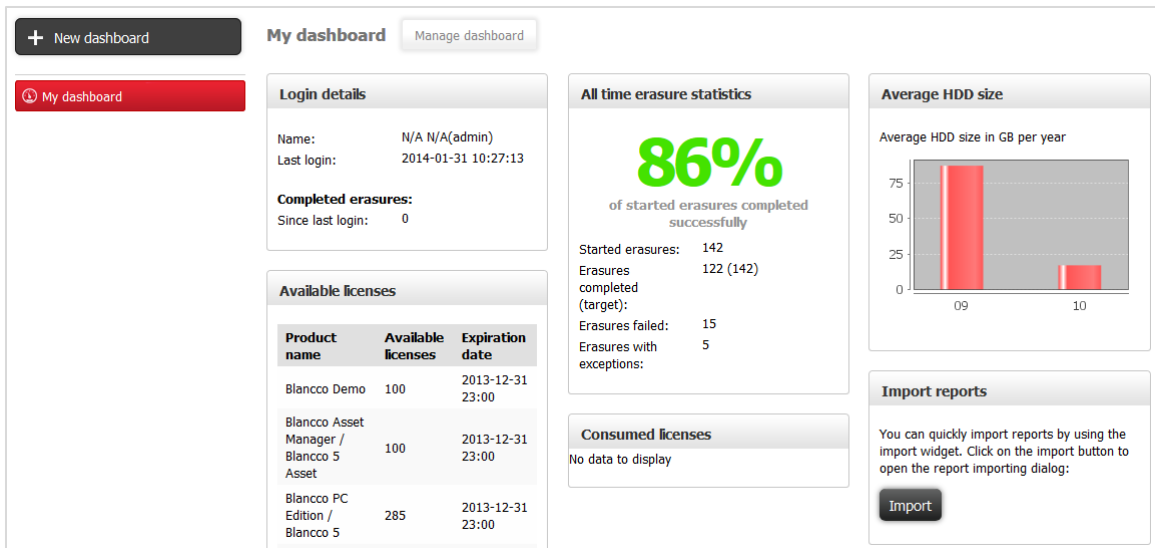 New dashboard
My dashboard
My dashboard
Manage dashboard
Login details
Name: N/A N/A(admin)
Last login: 2014-01-31 10:27:13
Completed erasures:
Since last login: 0
Available licenses
Product name
Available licenses
Expiration date
Blancco Demo
100
2013-12-31
23:00
Blancco Asset
Manager /
Blancco 5
Asset
100
2013-12-31
23:00
Blancco PC
Edition /
Blancco 5
285
2013-12-31
23:00
All time erasure statistics
86%
of started erasures completed
successfully
Started erasures: 142
Erasures
completed
(target):
122 (142)
Erasures failed: 15
Erasures with
exceptions:
5
Consumed licenses
No data to display
Average HDD size
Average HDD size in GB per year
75
50
25
0
09
10
Import reports
You can quickly import reports by using the
import widget. Click on the import button to
open the report importing dialog:
Import